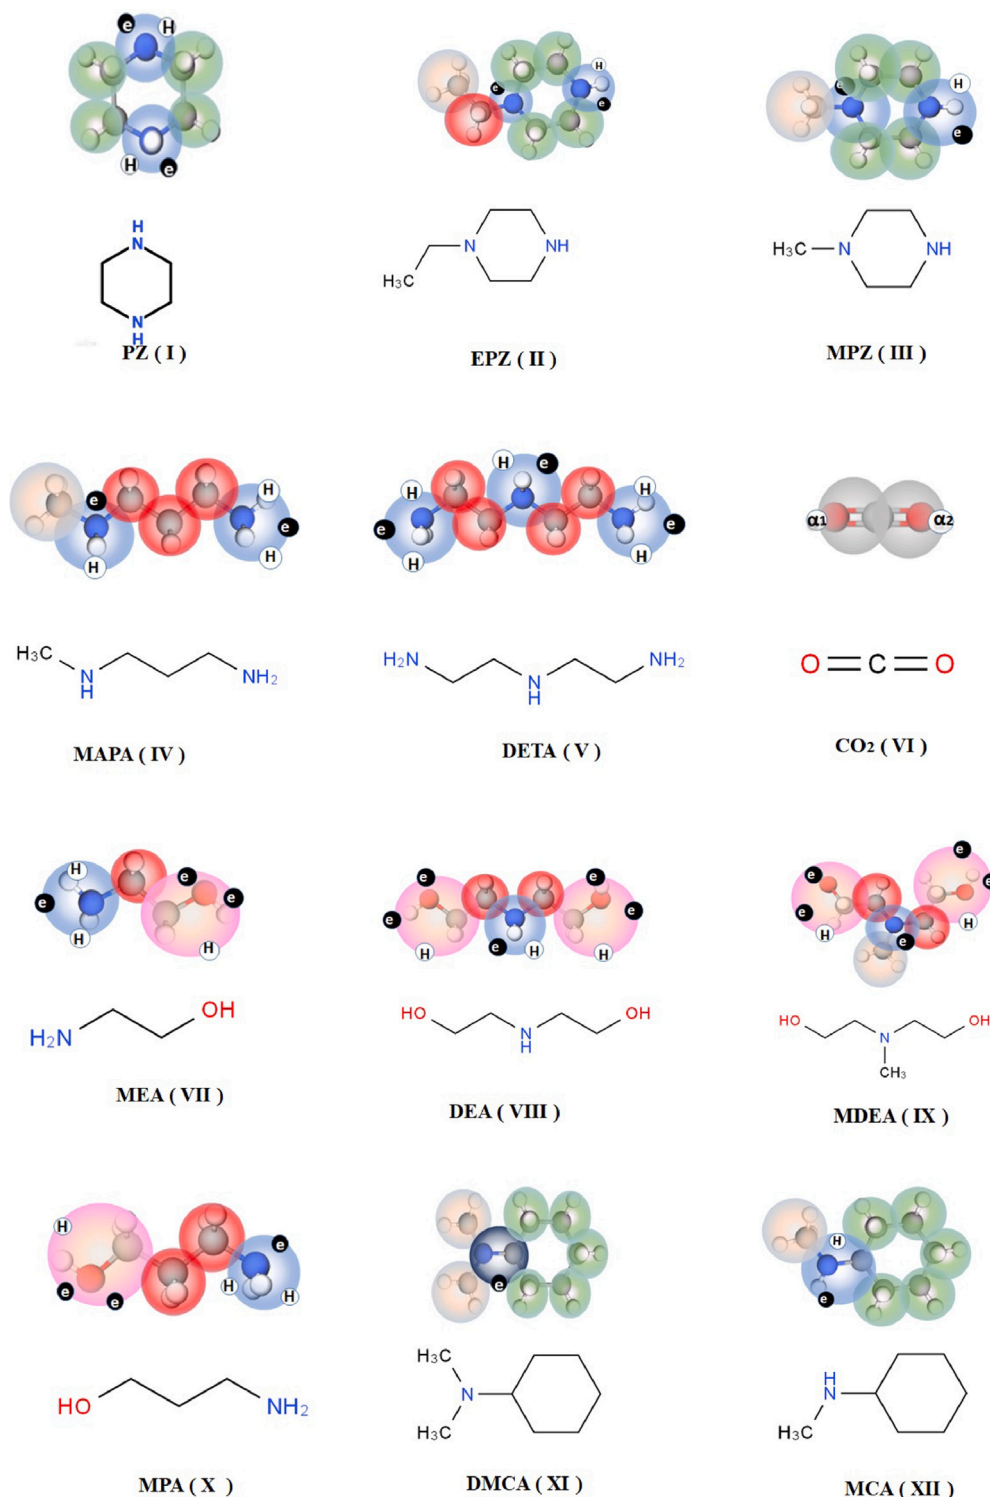 e H
H e
H
e
e
e
H
e
H
N
N
H
PZ ( I )
N NH
H₃C
EPZ ( II )
H₃C N NH
MPZ ( III )
e H
e
H H
H e
H H
e e
H H
α1 α2
H₃C
N
H
NH₂
MAPA ( IV )
H₂N NH₂
N
H
DETA ( V )
O C O
CO₂ ( VI )
H e
e e
H H
e e
e e
H e H
e
e e
e
H H
e
OH
H₂N
MEA ( VII )
HO OH
N
H
DEA ( VIII )
HO OH
N
CH₃
MDEA ( IX )
H e
H
e e H
e
H
e
HO NH₂
MPA ( X )
H₃C
N
H₃C
DMCA ( XI )
H
N
H₃C
MCA ( XII )